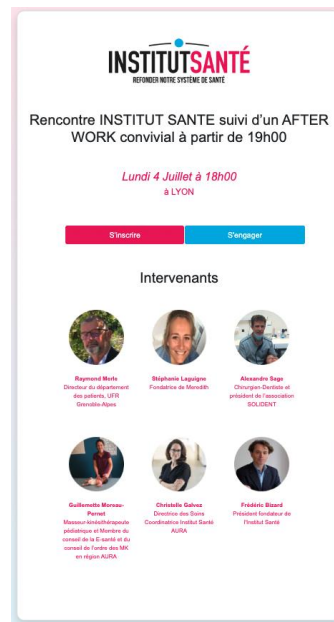 INSTITUTSANTÉ
REFONDER NOTRE SYSTÈME DE SANTÉ
Rencontre INSTITUT SANTE suivi d'un AFTER
WORK convivial à partir de 19h00
Lundi 4 Juillet à 18h00
à LYON
S'inscrire
S'engager
Intervenants
Raymond Merle
Directeur du département
des patients, UFR
Grenoble-Alpes
Stéphanie Laguigne
Fondatrice de Meredith
Alexandre Sage
Chirurgien-Dentiste et
président de l'association
SOLIDENT
Guillemette Moreau-
Pernet
Masseur-kinésithérapeute
pédiatrique et Membre du
conseil de la E-santé et du
conseil de l'ordre des MK
en région AURA
Christelle Galvez
Directrice des Soins
Coordinatrice Institut Santé
AURA
Frédéric Bizard
Président fondateur de
l'Institut Santé